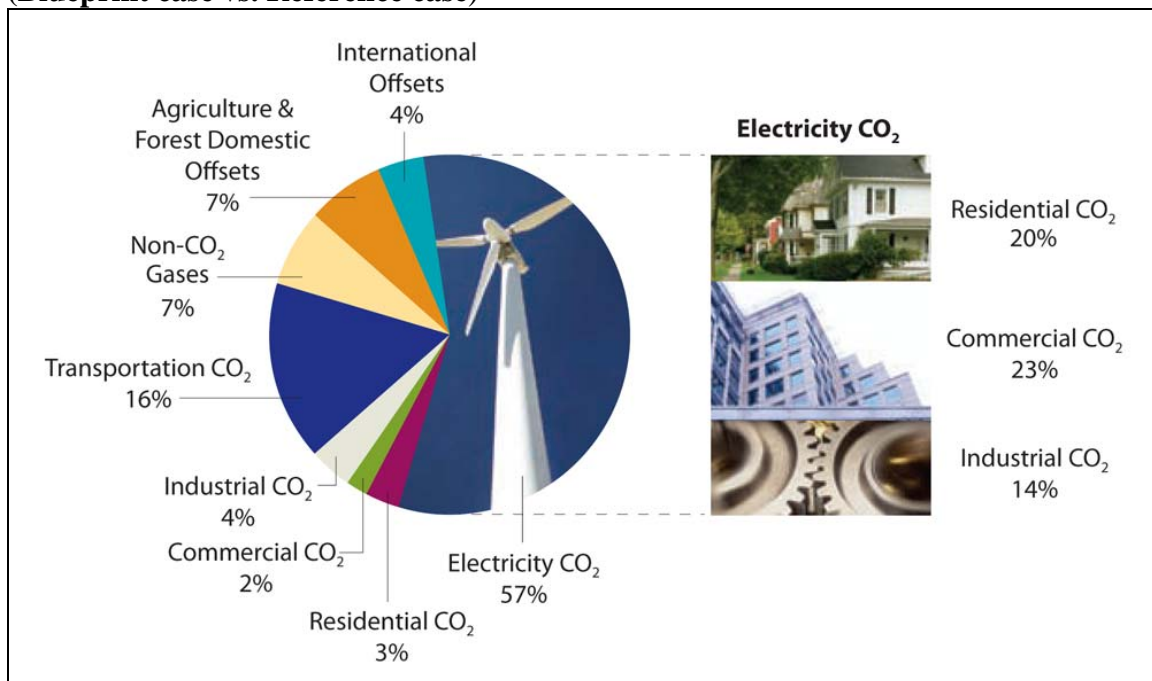 (Blueprint case vs. Reference case)
International
Offsets
4%
Agriculture &
Forest Domestic
Offsets
7%
Non-CO₂
Gases
7%
Transportation CO₂
16%
Industrial CO₂
4%
Commercial CO₂
2%
Residential CO₂
3%
Electricity CO₂
57%
Electricity CO₂
Residential CO₂
20%
Commercial CO₂
23%
Industrial CO₂
14%